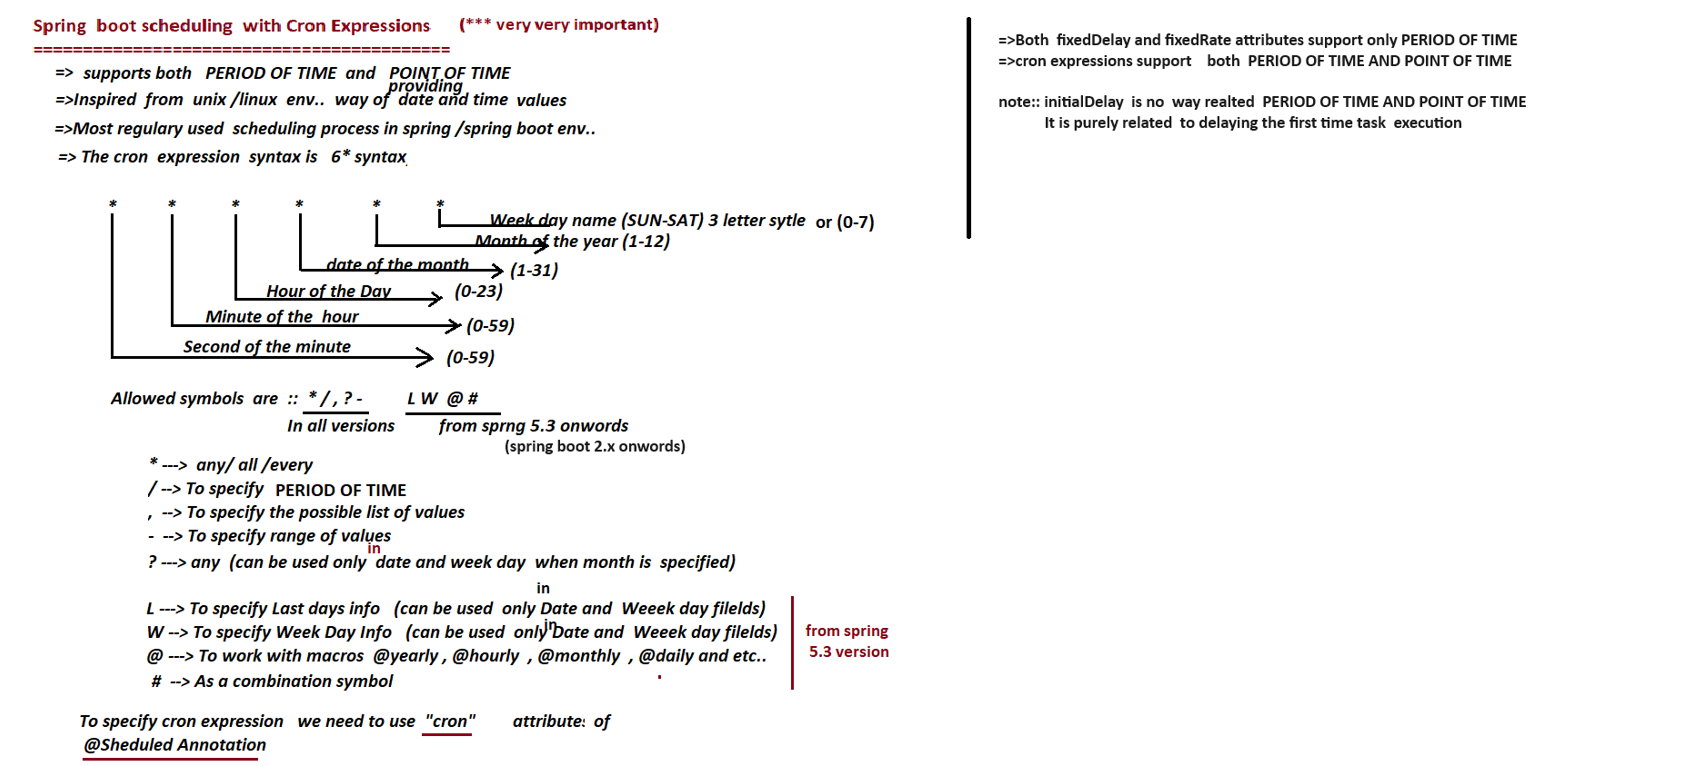 Spring boot scheduling with Cron Expressions (*** very very important)
==========================================
=> supports both PERIOD OF TIME and POINT OF TIME
providing
=>Inspired from unix /linux env.. way of date and time values
=>Most regulary used scheduling process in spring /spring boot env..
=> The cron expression syntax is 6* syntax
* * * * * *
Week day name (SUN-SAT) 3 letter sytle or (0-7)
Month of the year (1-12)
date of the month (1-31)
Hour of the Day (0-23)
Minute of the hour (0-59)
Second of the minute (0-59)
Allowed symbols are :: * / , ? - L W @ #
In all versions from sprng 5.3 onwords
(spring boot 2.x onwords)
* ---> any/ all /every
/ --> To specify PERIOD OF TIME
, --> To specify the possible list of values
- --> To specify range of values
in
? ---> any (can be used only date and week day when month is specified)
in
L ---> To specify Last days info (can be used only Date and Weeek day filelds)
in
W --> To specify Week Day Info (can be used only Date and Weeek day filelds)
@ ---> To work with macros @yearly , @hourly , @monthly , @daily and etc..
# --> As a combination symbol
from spring
5.3 version
To specify cron expression we need to use "cron" attribute: of
@Sheduled Annotation
=>Both fixedDelay and fixedRate attributes support only PERIOD OF TIME
=>cron expressions support both PERIOD OF TIME AND POINT OF TIME
note:: initialDelay is no way realted PERIOD OF TIME AND POINT OF TIME
It is purely related to delaying the first time task execution